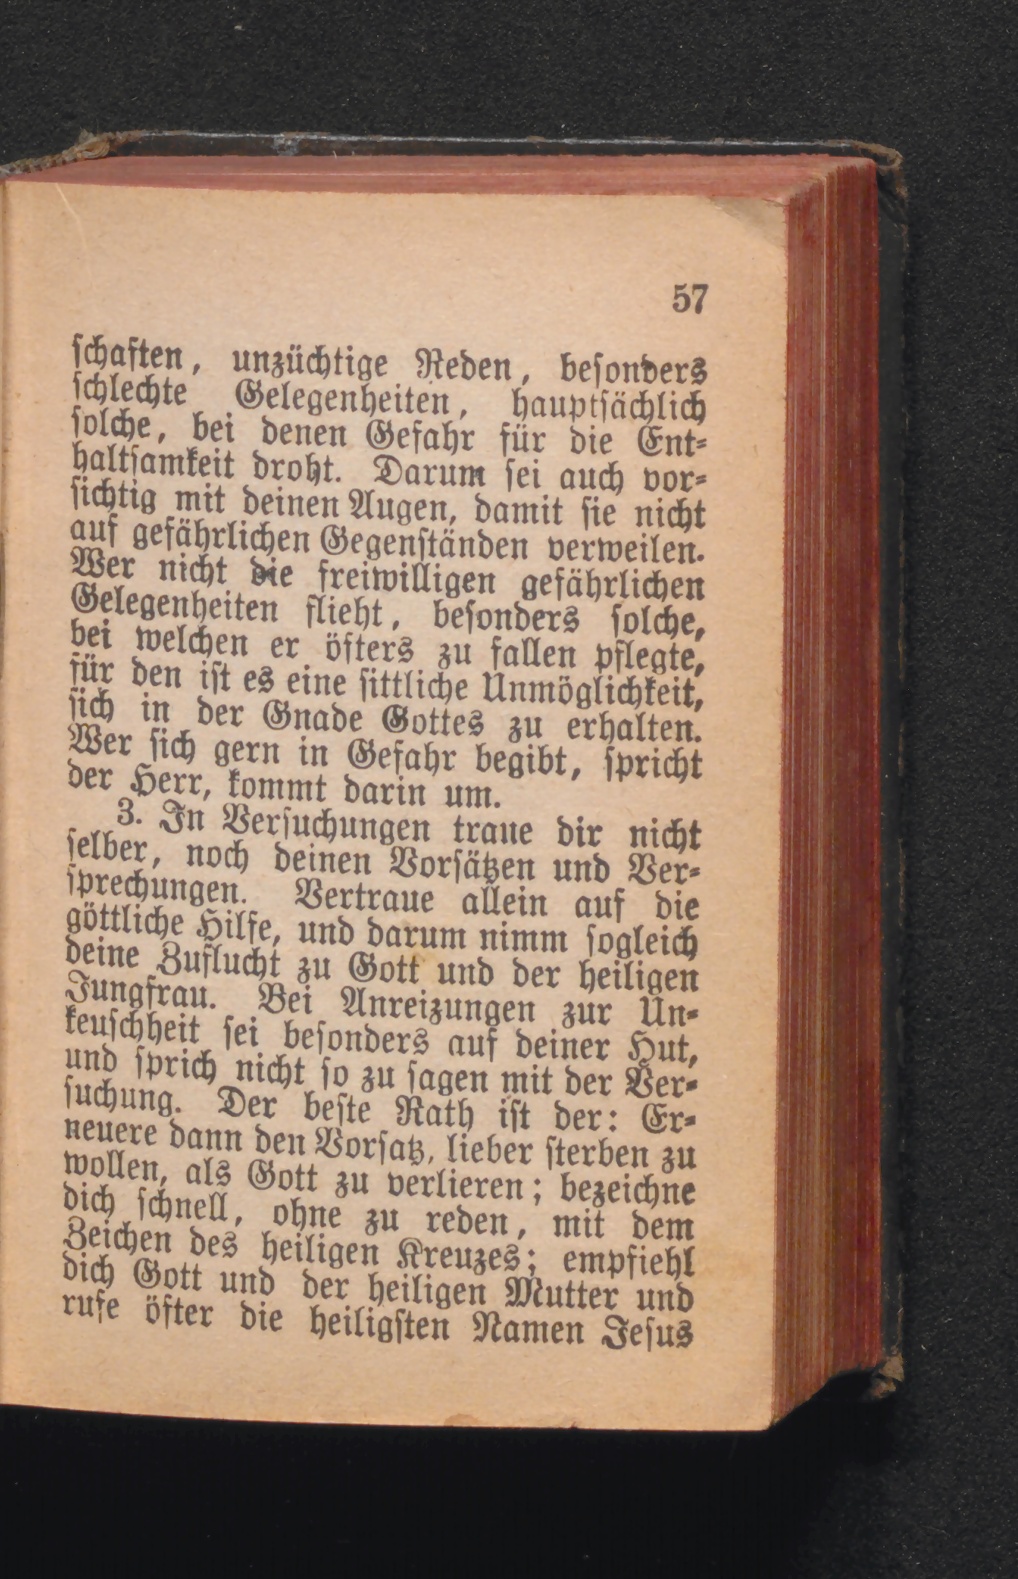 57
schaften, unzüchtige Reden, besonders
schlechte Gelegenheiten, hauptsächlich
solche, bei denen Gefahr für die Ent-
haltsamkeit droht. Darum sei auch vor-
sichtig mit deinen Augen, damit sie nicht
auf gefährlichen Gegenständen verweilen.
Wer nicht die freiwilligen gefährlichen
Gelegenheiten flieht, besonders solche,
bei welchen er öfters zu fallen pflegte,
für den ist es eine sittliche Unmöglichkeit,
sich in der Gnade Gottes zu erhalten.
Wer sich gern in Gefahr begibt, spricht
der Herr, kommt darin um.
3. In Versuchungen traue dir nicht
selber, noch deinen Vorsätzen und Ver-
sprechungen. Vertraue allein auf die
göttliche Hilfe, und darum nimm sogleich
deine Zuflucht zu Gott und der heiligen
Jungfrau. Bei Anreizungen zur Un-
keuschheit sei besonders auf deiner Hut,
und sprich nicht so zu sagen mit der Ver-
suchung. Der beste Rath ist der: Er-
neuere dann den Vorsatz, lieber sterben zu
wollen, als Gott zu verlieren; bezeichne
dich schnell, ohne zu reden, mit dem
Zeichen des heiligen Kreuzes; empfiehl
dich Gott und der heiligen Mutter und
rufe öfter die heiligsten Namen Jesus